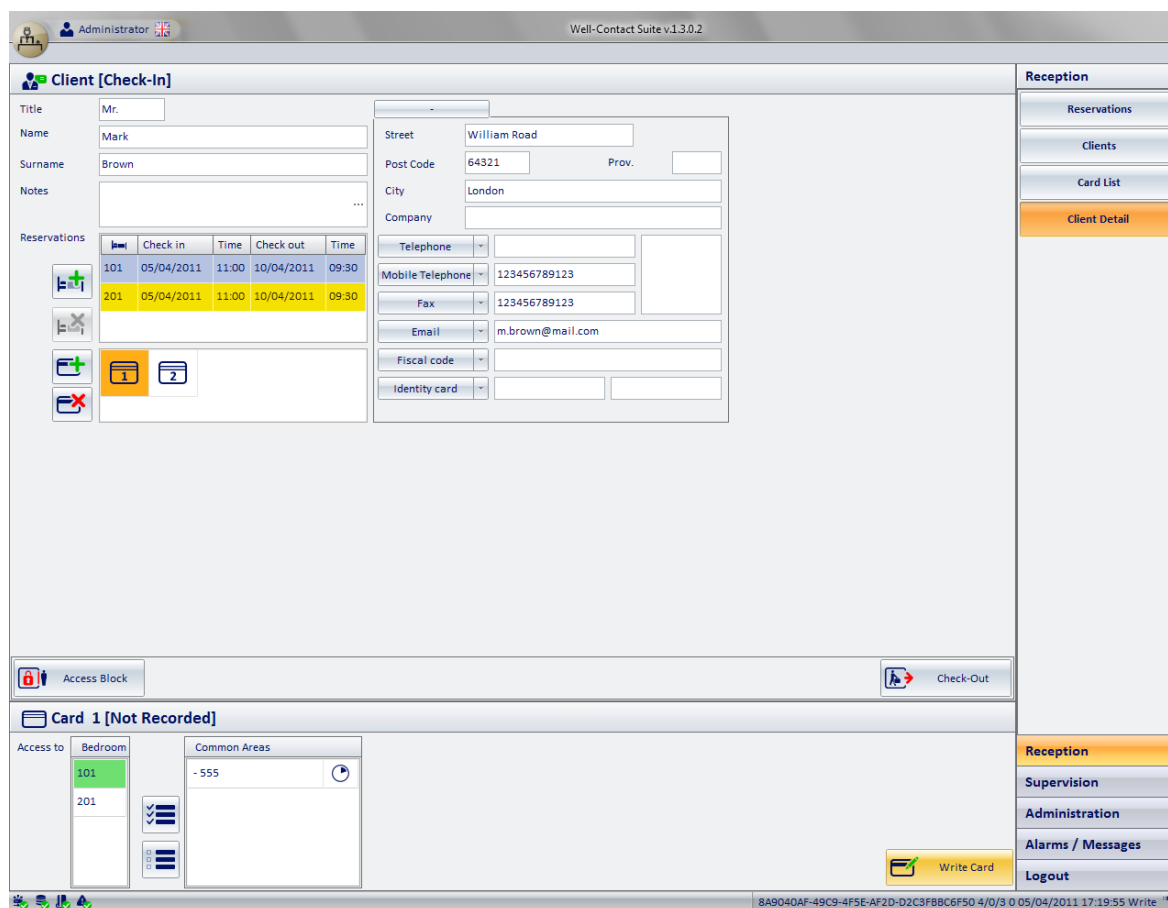 Administrator
Well-Contact Suite v.1.3.0.2
Client [Check-In]
Title Mr.
Name Mark
Surname Brown
Notes
...
Reservations
Check in Time Check out Time
101 05/04/2011 11:00 10/04/2011 09:30
201 05/04/2011 11:00 10/04/2011 09:30
1 2
-
Street William Road
Post Code 64321 Prov.
City London
Company
Telephone
Mobile Telephone 123456789123
Fax 123456789123
Email m.brown@mail.com
Fiscal code
Identity card
Access Block
Check-Out
Card 1 [Not Recorded]
Access to Bedroom Common Areas
101 - 555
201
Write Card
Reception
Reservations
Clients
Card List
Client Detail
Reception
Supervision
Administration
Alarms / Messages
Logout
8A9040AF-49C9-4F5E-AF2D-D2C3FBBC6F50 4/0/3 0 05/04/2011 17:19:55 Write "